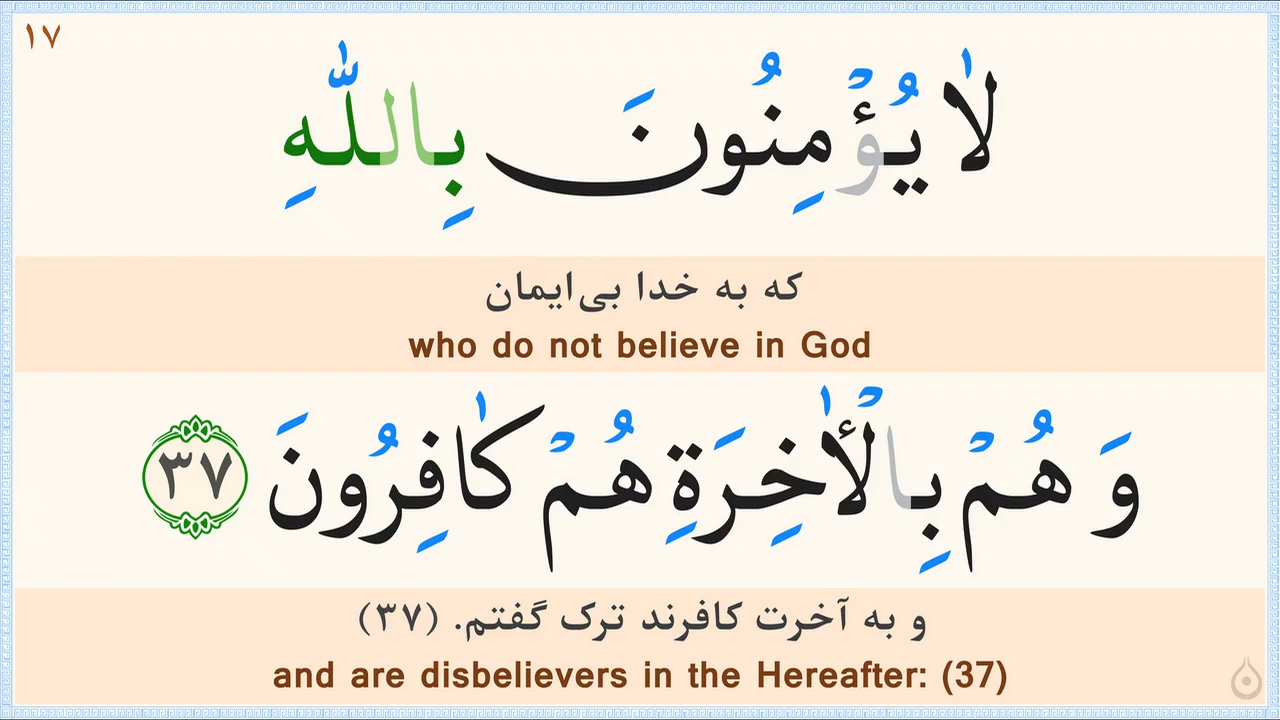 ۱۷
لٰا يُؤْمِنُونَ بِاللّٰهِ
که به خدا بی‌ایمان
who do not believe in God
وَ هُمْ بِالْأٰخِرَةِ هُمْ كٰافِرُونَ ۳۷
و به آخرت کافرند ترک گفتم. (۳۷)
and are disbelievers in the Hereafter: (37)